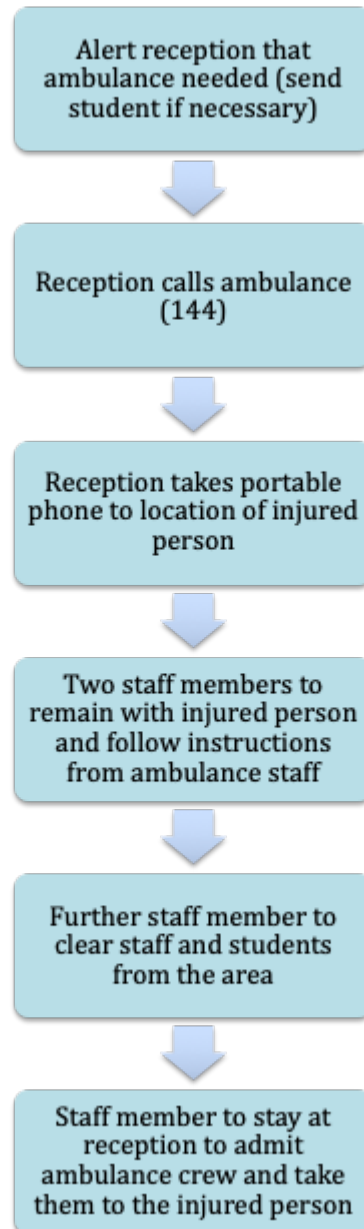 Alert reception that
ambulance needed (send
student if necessary)
Reception calls ambulance
(144)
Reception takes portable
phone to location of injured
person
Two staff members to
remain with injured person
and follow instructions
from ambulance staff
Further staff member to
clear staff and students
from the area
Staff member to stay at
reception to admit
ambulance crew and take
them to the injured person